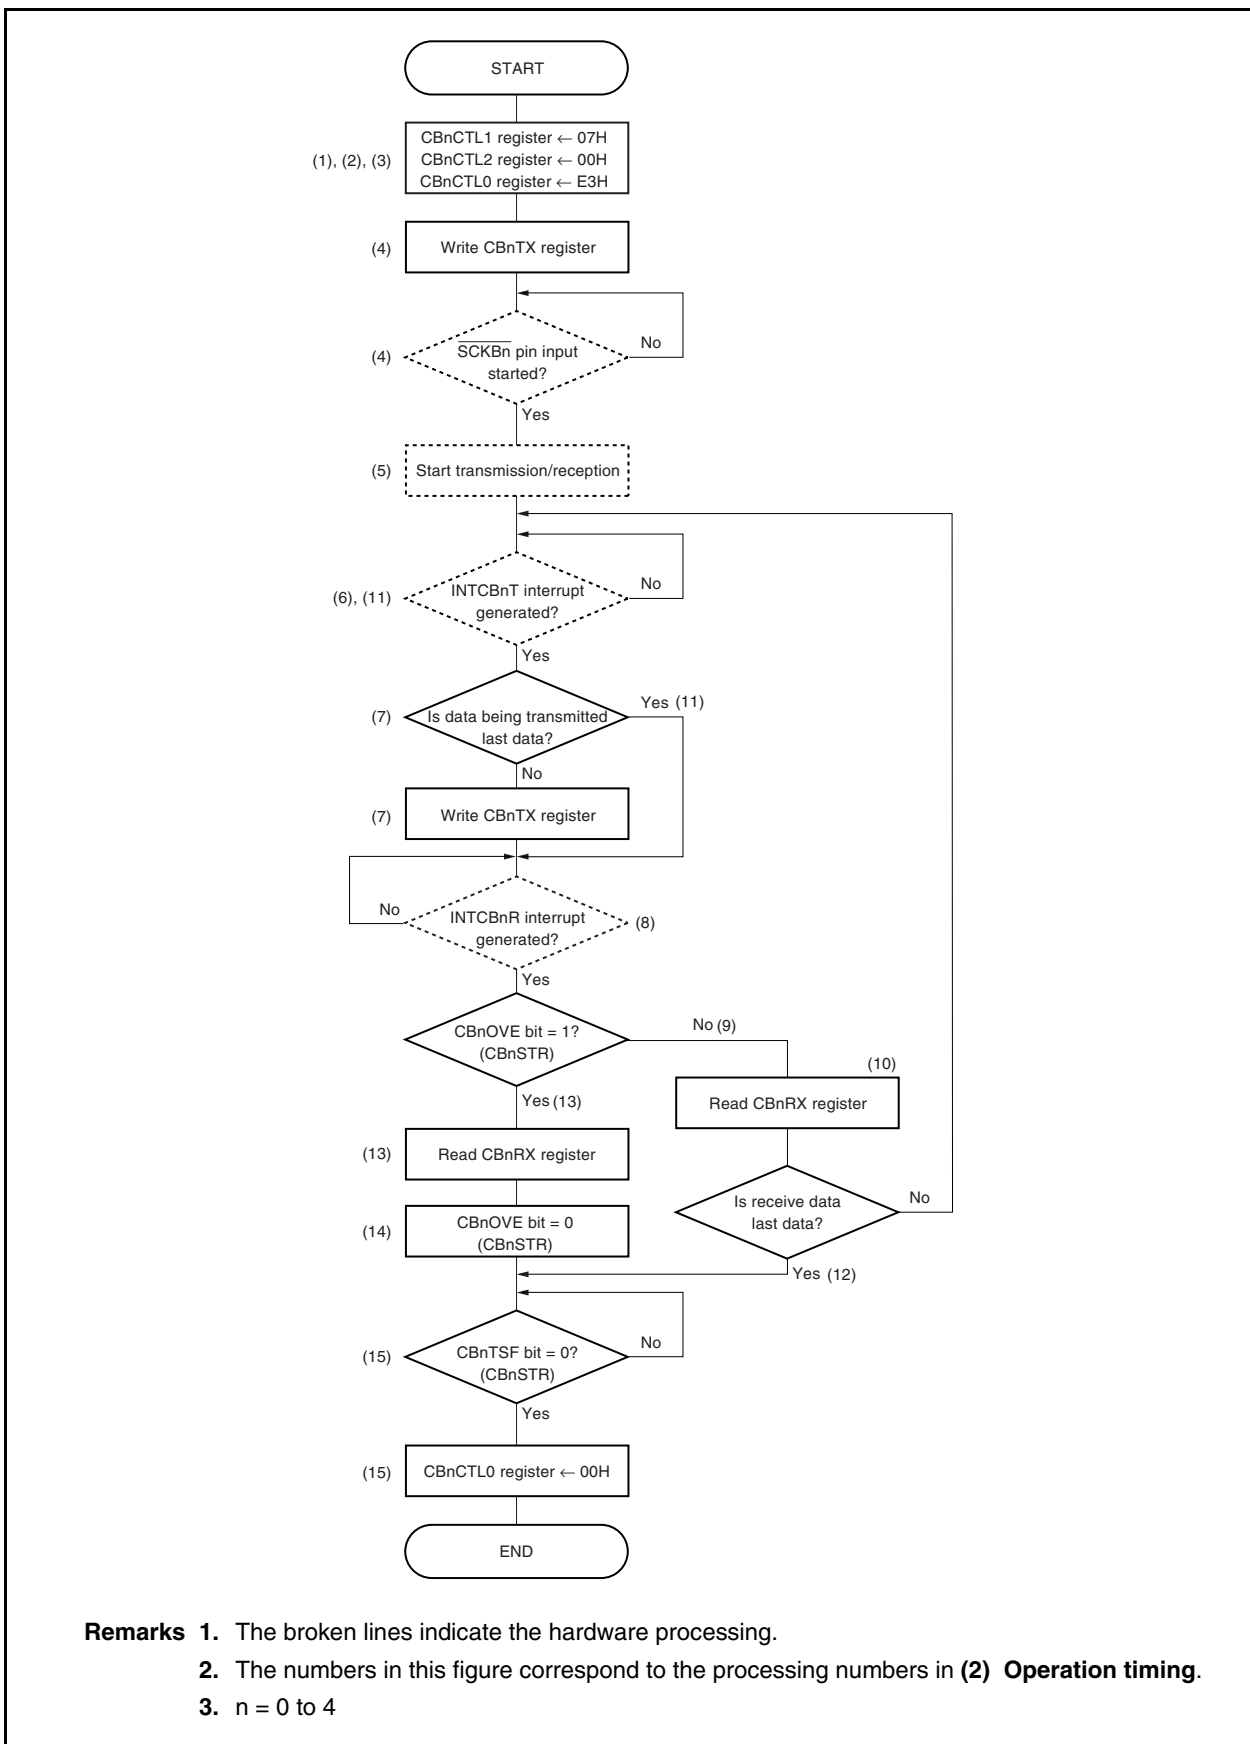 START
CBnCTL1 register ← 07H
(1), (2), (3)
CBnCTL2 register ← 00H
CBnCTL0 register ← E3H
(4)
Write CBnTX register
(4)
SCKBn pin input
started?
No
Yes
(5)
Start transmission/reception
(6), (11)
INTCBnT interrupt
generated?
No
Yes
(7)
Is data being transmitted
last data?
Yes (11)
No
(7)
Write CBnTX register
No
INTCBnR interrupt
generated?
(8)
Yes
CBnOVE bit = 1?
(CBnSTR)
No (9)
Yes (13)
(10)
Read CBnRX register
(13)
Read CBnRX register
Is receive data
last data?
No
(14)
CBnOVE bit = 0
(CBnSTR)
Yes (12)
(15)
CBnTSF bit = 0?
(CBnSTR)
No
Yes
(15)
CBnCTL0 register ← 00H
END
Remarks 1. The broken lines indicate the hardware processing.
2. The numbers in this figure correspond to the processing numbers in (2) Operation timing.
3. n = 0 to 4